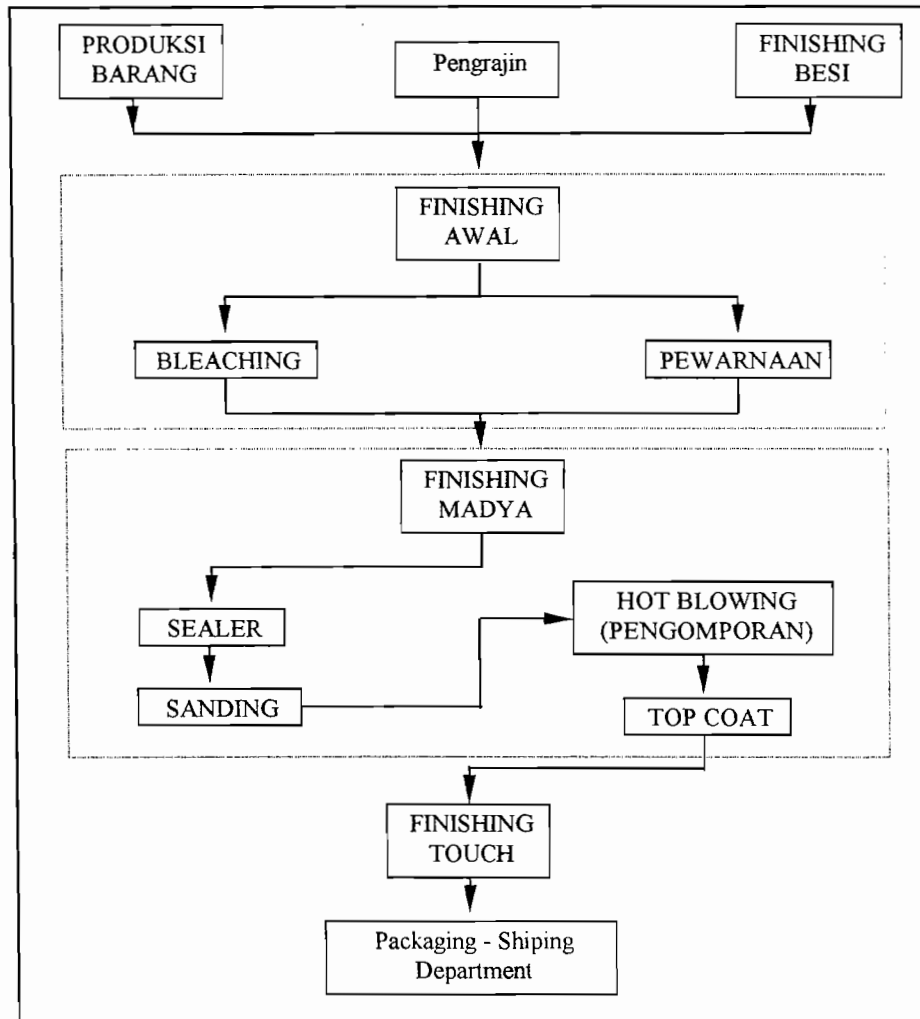 PRODUKSI
BARANG
Pengrajin
FINISHING
BESI
FINISHING
AWAL
BLEACHING
PEWARNAAN
FINISHING
MADYA
SEALER
HOT BLOWING
(PENGOMPORAN)
SANDING
TOP COAT
FINISHING
TOUCH
Packaging - Shiping
Department